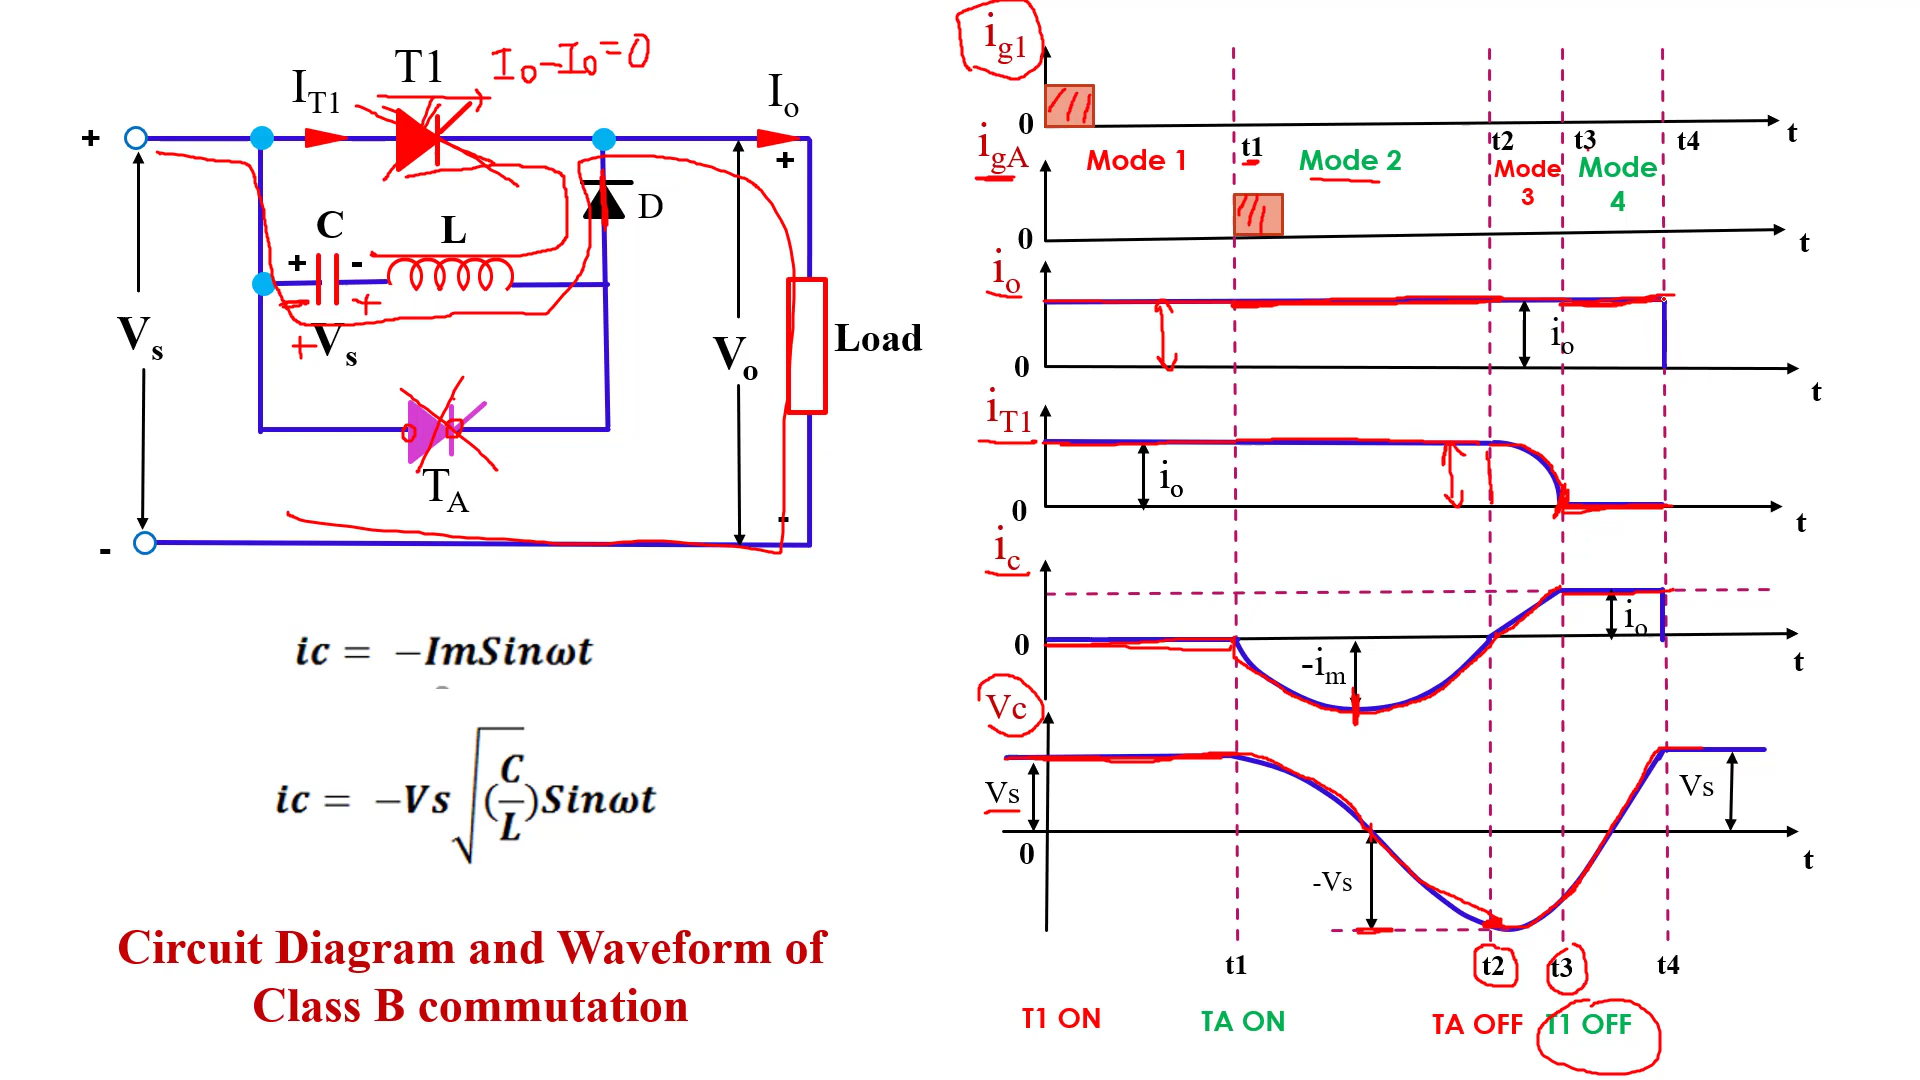 T1
I₀-I₀=0
I_T1
I_o
+
+
D
C
L
+
-
-
+
V_s
+
V_s
V_o
Load
T_A
-
-
ic = −ImSinωt
ic = −Vs√(C/L)Sinωt
Circuit Diagram and Waveform of
Class B commutation
i_g1
0
t
t1
t2
t3
t4
i_gA
Mode 1
Mode 2
Mode
3
Mode
4
0
t
i_o
i_o
0
t
i_T1
i_o
0
t
i_c
0
-i_m
i_o
t
Vc
Vs
-Vs
Vs
0
t
t1
t2
t3
t4
T1 ON
TA ON
TA OFF
T1 OFF